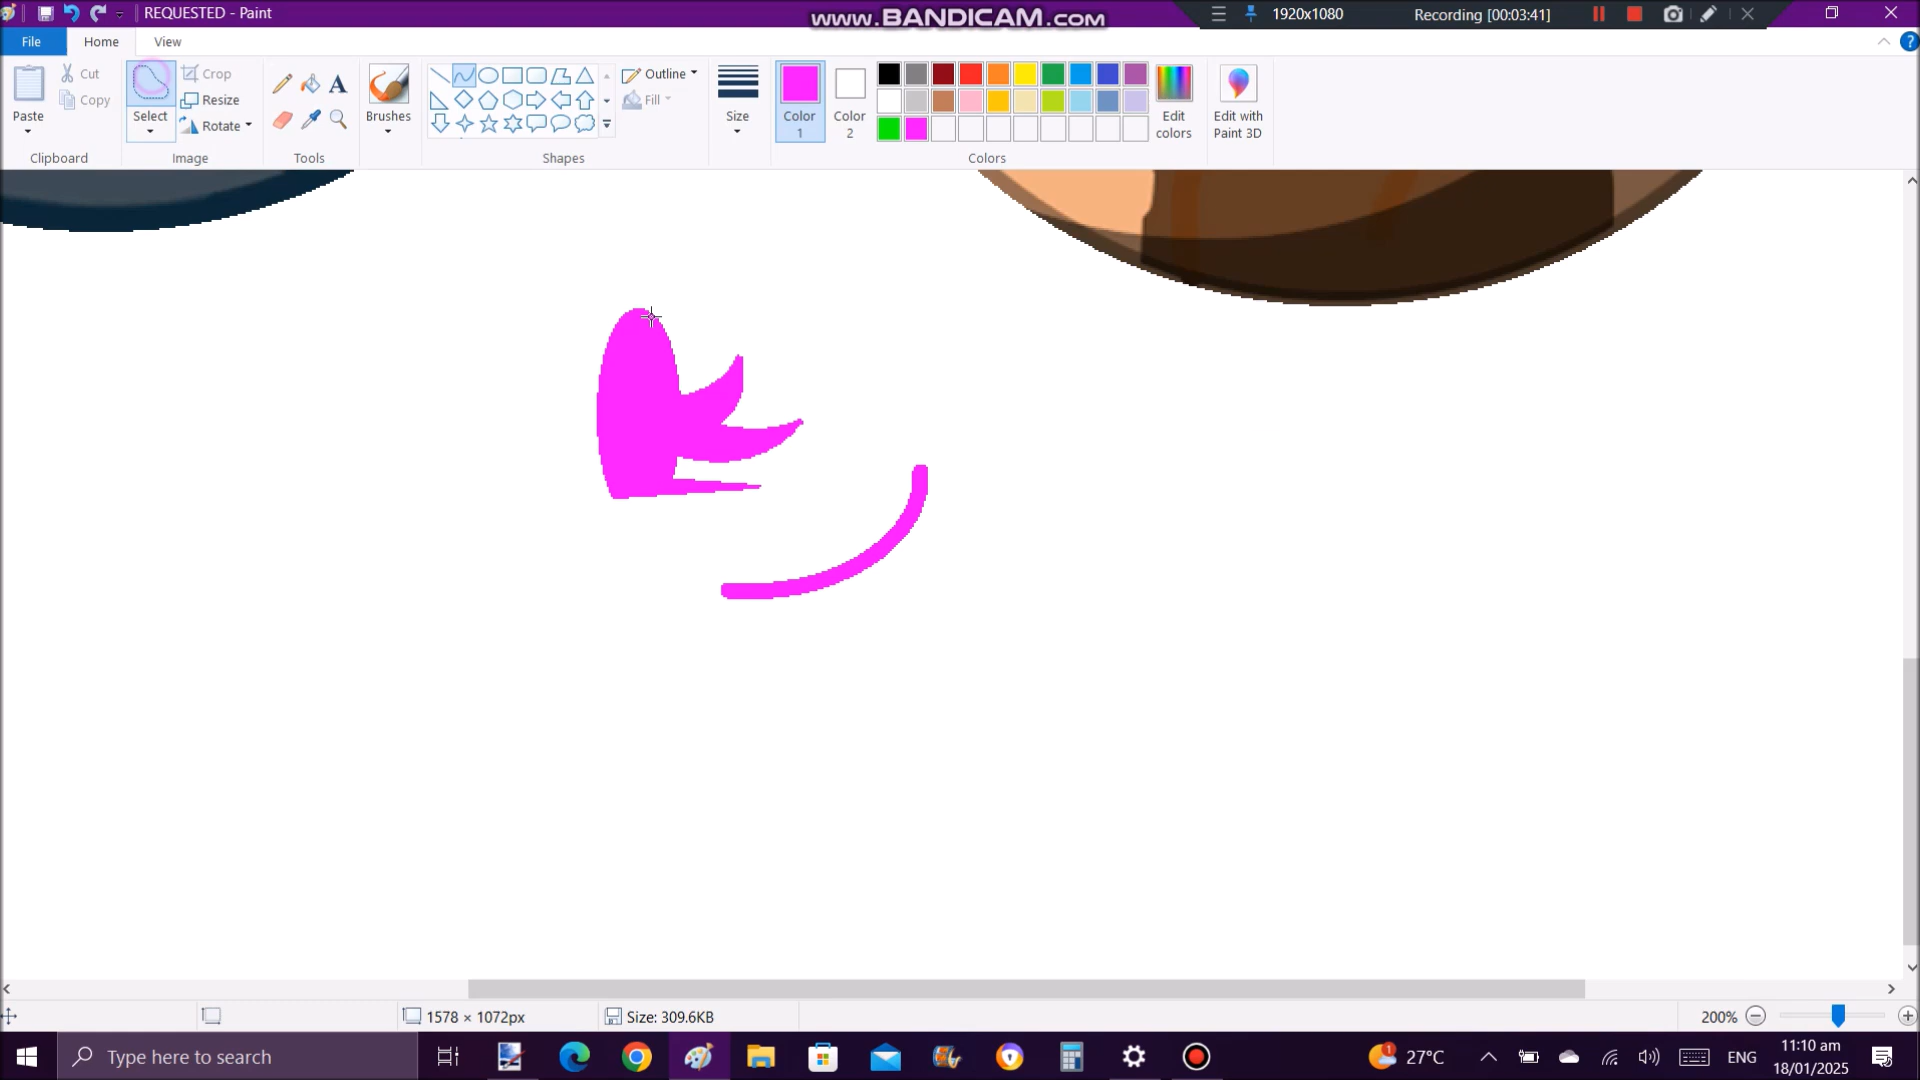 REQUESTED - Paint
www.BANDICAM.com
1920x1080
Recording [00:03:41]
File
Home
View
Paste
Cut
Copy
Clipboard
Select
Crop
Resize
Rotate
Image
A
Tools
Brushes
Outline
Fill
Shapes
Size
Color
1
Color
2
Colors
Edit
colors
Edit with
Paint 3D
1578 × 1072px
Size: 309.6KB
200%
Type here to search
27°C
ENG
11:10 am
18/01/2025